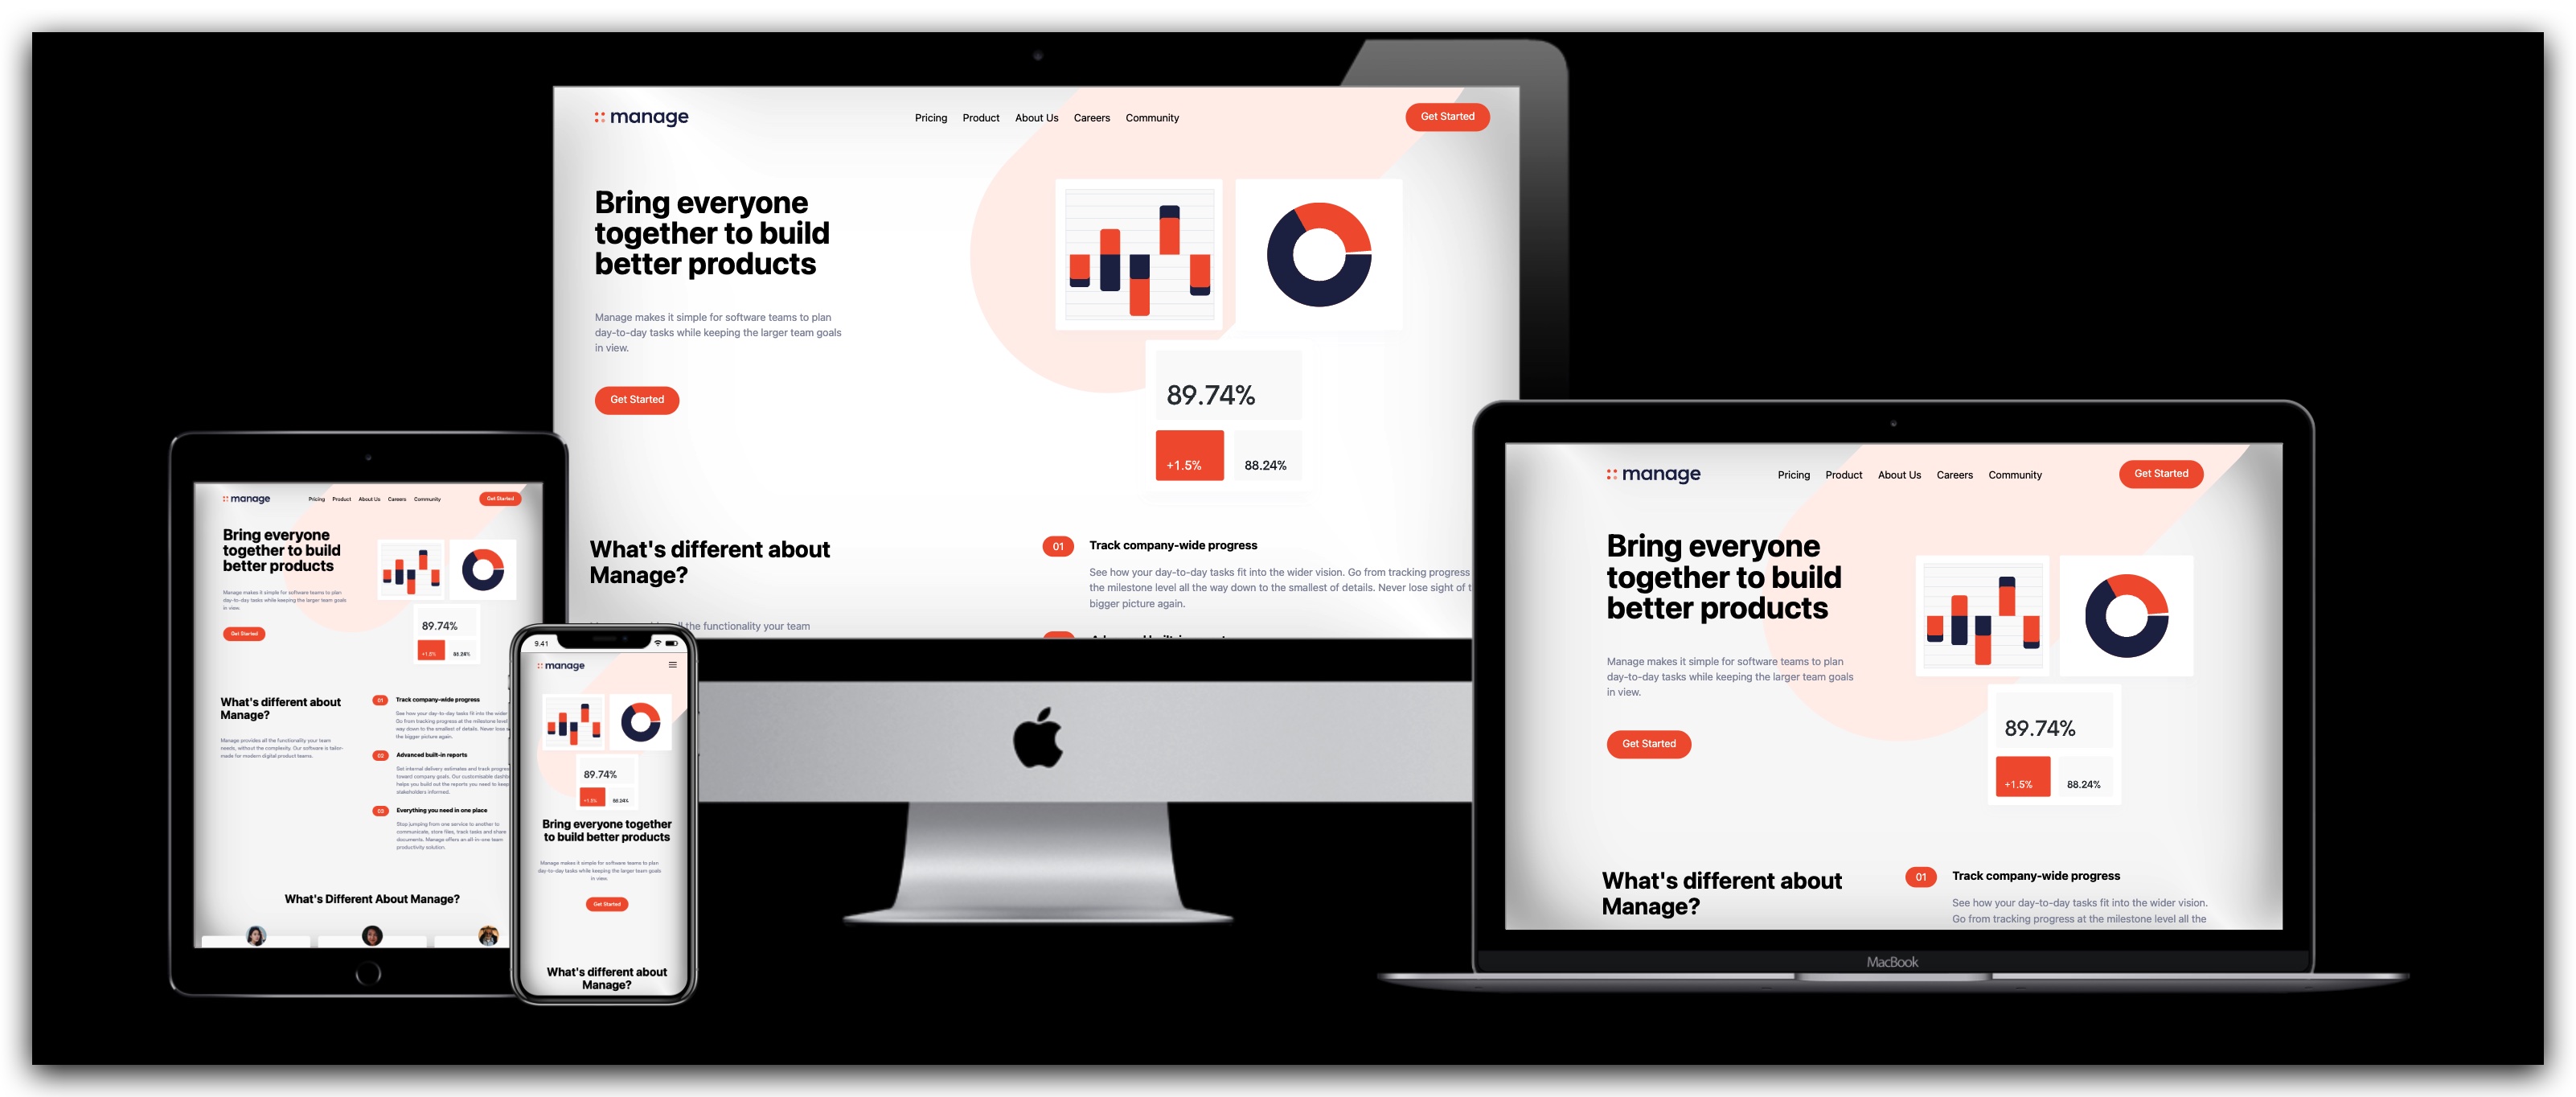 manage
Pricing Product About Us Careers Community
Get Started
Bring everyone
together to build
better products
Manage makes it simple for software teams to plan
day-to-day tasks while keeping the larger team goals
in view.
Get Started
89.74%
+1.5% 88.24%
What's different about
Manage?
the functionality your team
01 Track company-wide progress
See how your day-to-day tasks fit into the wider vision. Go from tracking progress
the milestone level all the way down to the smallest of details. Never lose sight of
bigger picture again.
manage
Pricing Product About Us Careers Community
Get Started
Bring everyone
together to build
better products
Manage makes it simple for software teams to plan
day-to-day tasks while keeping the larger team goals
in view.
Get Started
89.74%
+1.5% 88.24%
What's different about
Manage?
Manage provides all the functionality your team
needs, without the complexity. Our software is tailor-
made for modern digital product teams.
01 Track company-wide progress
See how your day-to-day tasks fit into the wider
Go from tracking progress at the milestone level
way down to the smallest of details. Never lose
the bigger picture again.
02 Advanced built-in reports
Set internal delivery estimates and track progress
toward company goals. Our customisable
helps you build out the reports you need to keep
stakeholders informed.
03 Everything you need in one place
Stop jumping from one service to another to
communicate, store files, track tasks and share
documents. Manage offers an all-in-one team
productivity solution.
What's Different About Manage?
9:41
manage
89.74%
+1.5% 88.24%
Bring everyone together
to build better products
Manage makes it simple for software teams to plan
day-to-day tasks while keeping the larger team goals
in view.
Get Started
What's different about
Manage?
manage
Pricing Product About Us Careers Community
Get Started
Bring everyone
together to build
better products
Manage makes it simple for software teams to plan
day-to-day tasks while keeping the larger team goals
in view.
Get Started
89.74%
+1.5% 88.24%
What's different about
Manage?
01 Track company-wide progress
See how your day-to-day tasks fit into the wider vision.
Go from tracking progress at the milestone level all the
MacBook